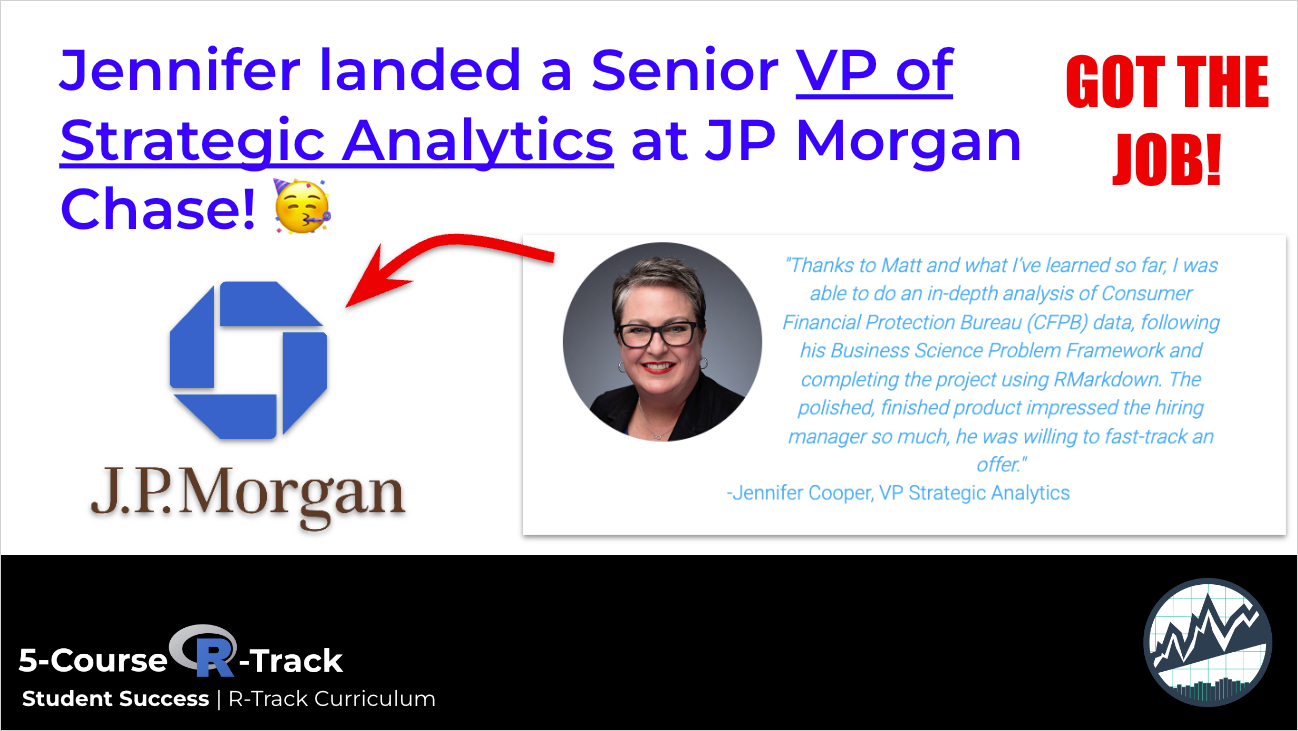 Jennifer landed a Senior VP of
Strategic Analytics at JP Morgan
Chase!
GOT THE
JOB!
"Thanks to Matt and what I've learned so far, I was
able to do an in-depth analysis of Consumer
Financial Protection Bureau (CFPB) data, following
his Business Science Problem Framework and
completing the project using RMarkdown. The
polished, finished product impressed the hiring
manager so much, he was willing to fast-track an
offer."
-Jennifer Cooper, VP Strategic Analytics
J.P.Morgan
5-Course R-Track
Student Success | R-Track Curriculum